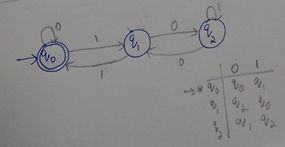 0 1
1 0
q0 q1 q2
1 0
0 1
→ * q0 q0 q1
q1 q2 q0
q2 q1 q2